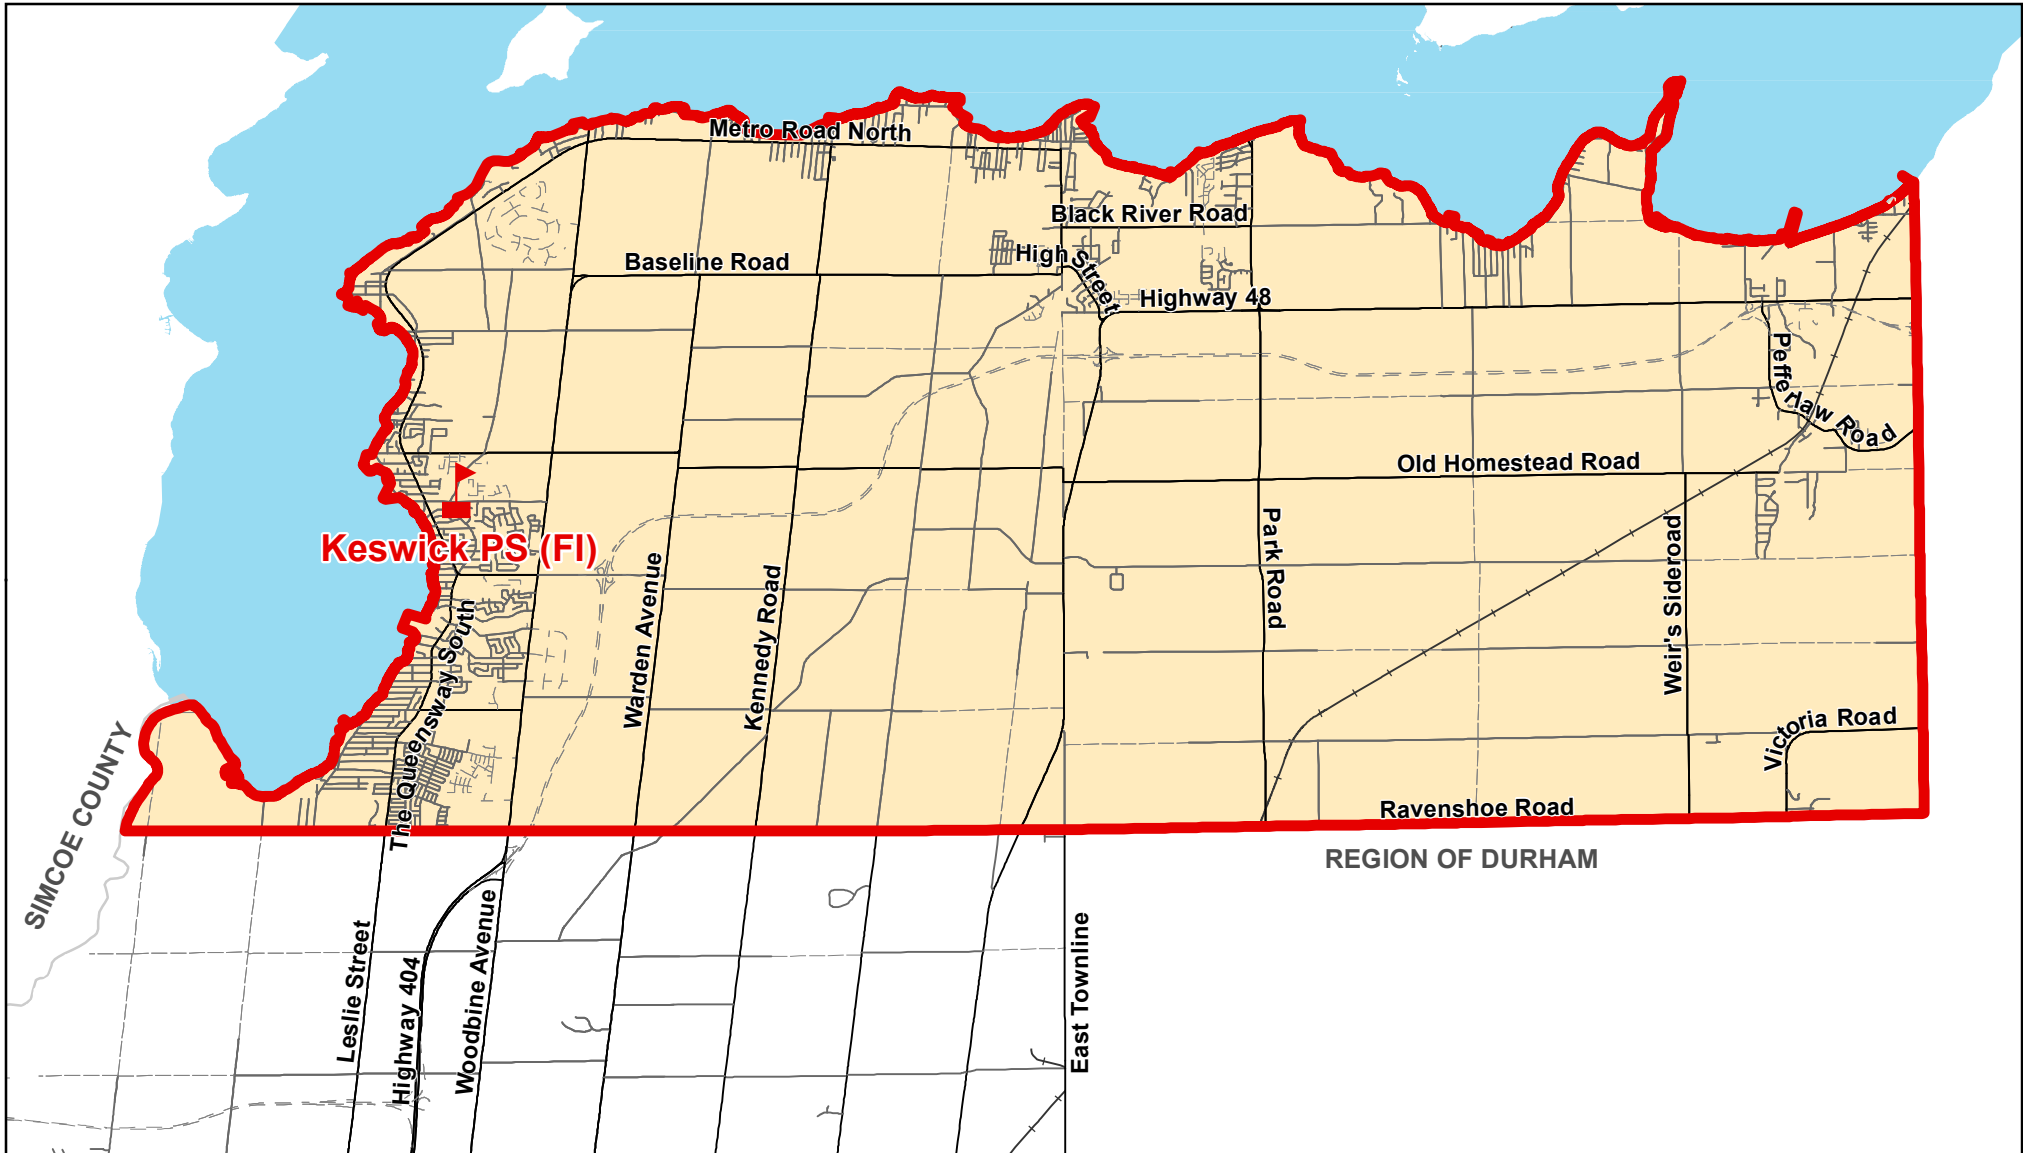 Metro Road North
Black River Road
High Street
Baseline Road
Highway 48
Pefferlaw Road
Old Homestead Road
Keswick PS (FI)
Park Road
Weir's Sideroad
Warden Avenue
Kennedy Road
The Queensway South
Victoria Road
SIMCOE COUNTY
Ravenshoe Road
REGION OF DURHAM
Leslie Street
Highway 404
Woodbine Avenue
East Townline